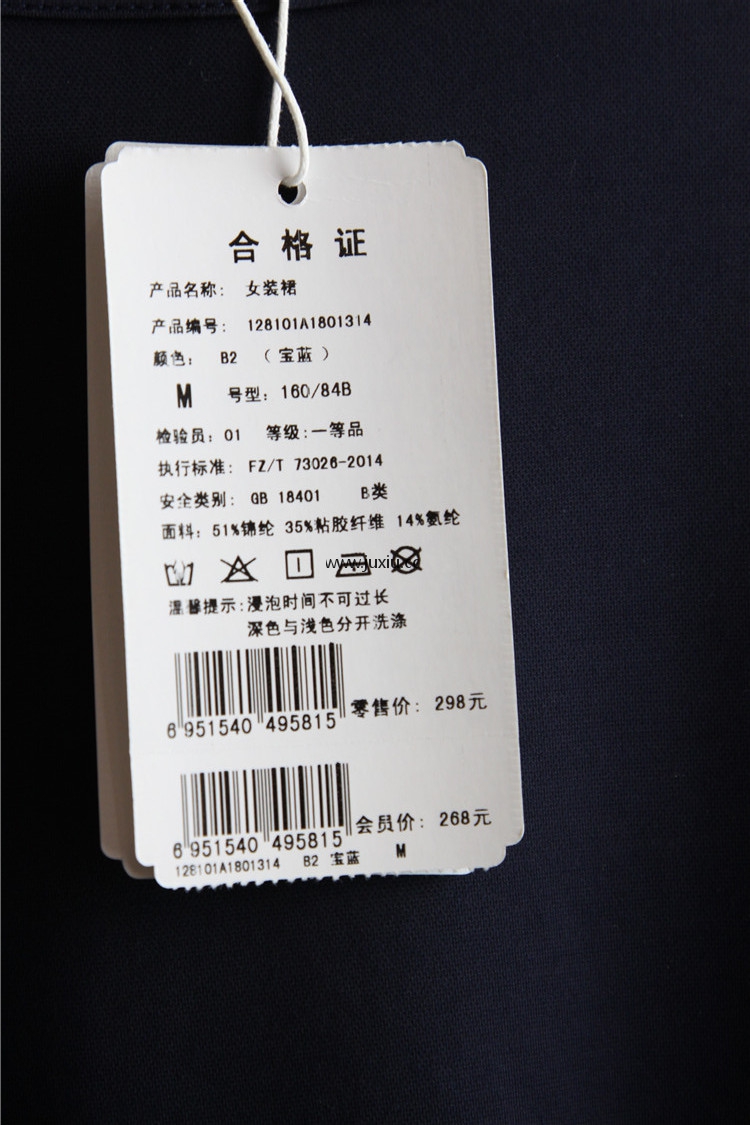 合格证
产品名称: 女装裙
产品编号: 128101A1801314
颜色: B2 （宝蓝）
M 号型: 160/84B
检验员: 01 等级:一等品
执行标准: FZ/T 73026-2014
安全类别: GB 18401 B类
面料: 51%锦纶 35%粘胶纤维 14%氨纶
www.juxiu.cc
温馨提示:浸泡时间不可过长
深色与浅色分开洗涤
6 951540 495815 零售价: 298元
6 951540 495815 会员价: 268元
128101A1801314 B2 宝蓝 M